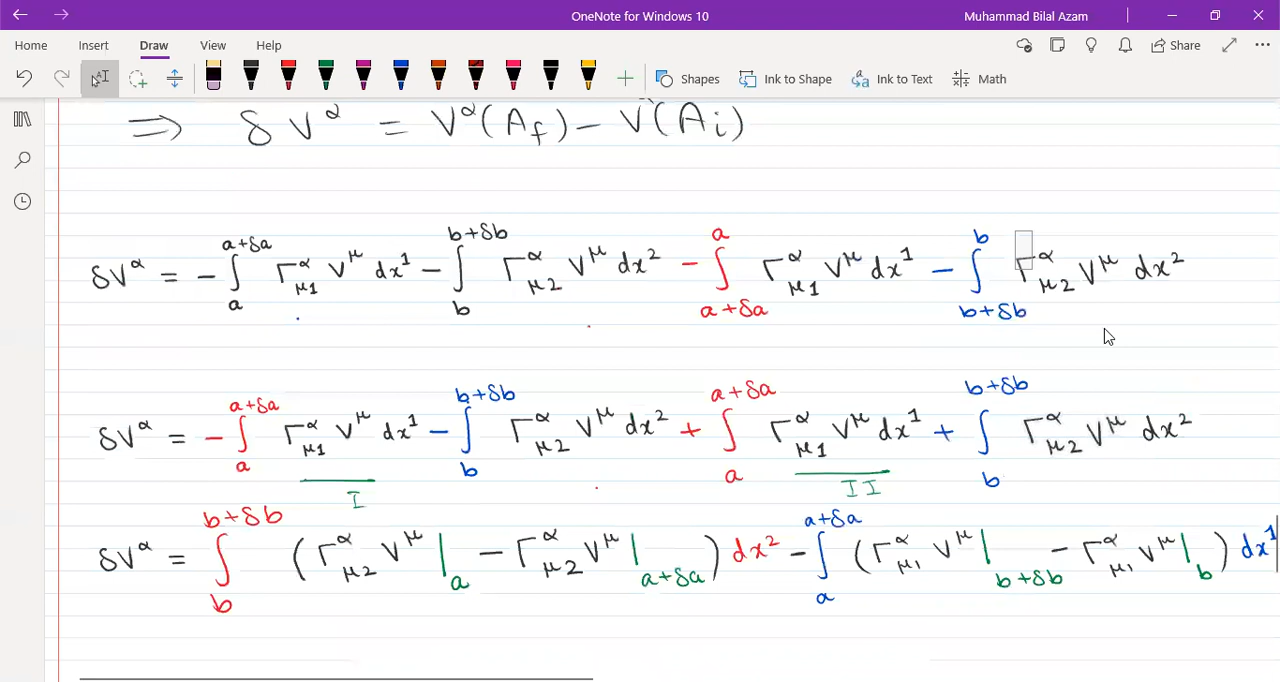 OneNote for Windows 10 Muhammad Bilal Azam
Home Insert Draw View Help Share
Shapes Ink to Shape Ink to Text Math
⟹ δV^α = V^α(A_f) − V^α(A_i)
δV^α = −∫_a^{a+δa} Γ^α_{μ1} V^μ dx^1 − ∫_b^{b+δb} Γ^α_{μ2} V^μ dx^2 − ∫_{a+δa}^a Γ^α_{μ1} V^μ dx^1 − ∫_{b+δb}^b Γ^α_{μ2} V^μ dx^2
δV^α = −∫_a^{a+δa} Γ^α_{μ1} V^μ dx^1 − ∫_b^{b+δb} Γ^α_{μ2} V^μ dx^2 + ∫_a^{a+δa} Γ^α_{μ1} V^μ dx^1 + ∫_b^{b+δb} Γ^α_{μ2} V^μ dx^2
I II
δV^α = ∫_b^{b+δb} (Γ^α_{μ2} V^μ|_a − Γ^α_{μ2} V^μ|_{a+δa}) dx^2 − ∫_a^{a+δa} (Γ^α_{μ1} V^μ|_{b+δb} − Γ^α_{μ1} V^μ|_b) dx^1